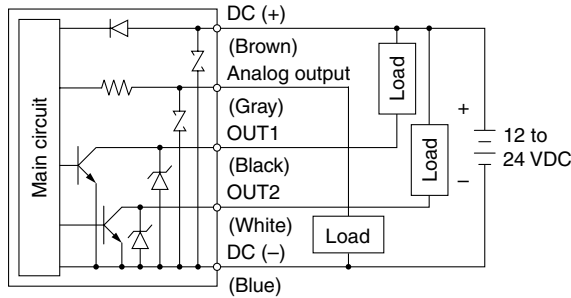 DC (+)
(Brown)
Analog output
(Gray)
OUT1
(Black)
OUT2
(White)
DC (–)
(Blue)
Main circuit
Load
Load
Load
+
–
12 to
24 VDC